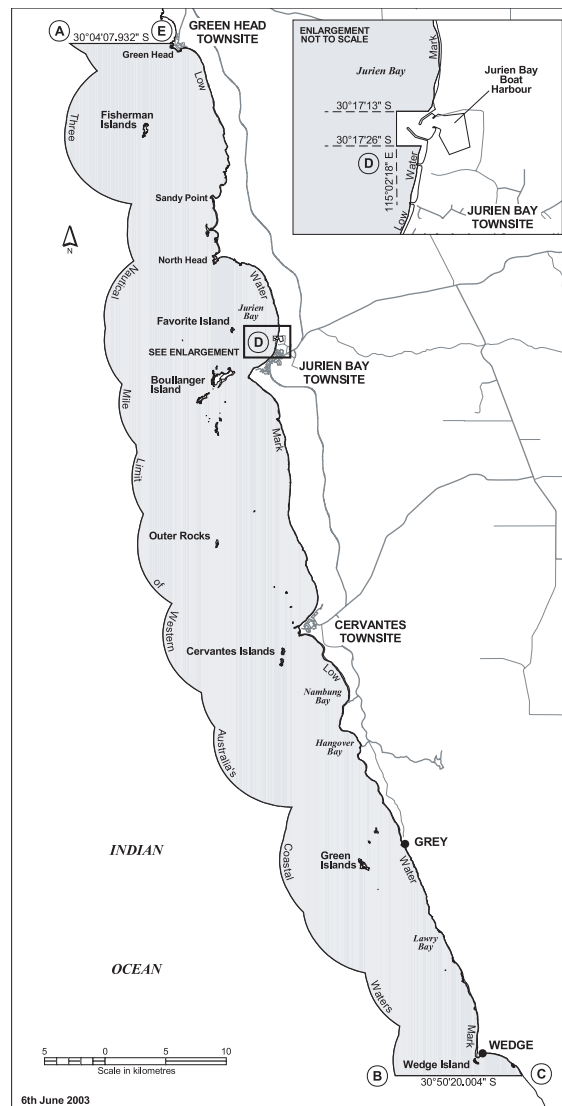 A
30°04'07.932" S
E
GREEN HEAD
TOWNSITE
Green Head
Low
Fisherman
Islands
Three
Sandy Point
N
North Head
Nautical
Water
Jurien
Bay
Favorite Island
D
SEE ENLARGEMENT
JURIEN BAY
TOWNSITE
Boullanger
Island
Mile
Mark
Limit
Outer Rocks
of
Western
CERVANTES
TOWNSITE
Cervantes Islands
Low
Nambung
Bay
Hangover
Bay
Australia's
INDIAN
GREY
Coastal
Green
Islands
Water
Lawry Bay
OCEAN
Waters
Mark
WEDGE
Wedge Island
B
30°50'20.004" S
C
5 0 5 10
Scale in kilometres
6th June 2003
ENLARGEMENT
NOT TO SCALE
Mark
Jurien Bay
Jurien Bay
Boat
Harbour
30°17'13" S
30°17'26" S
D
115°02'18" E
Water
Low
JURIEN BAY
TOWNSITE